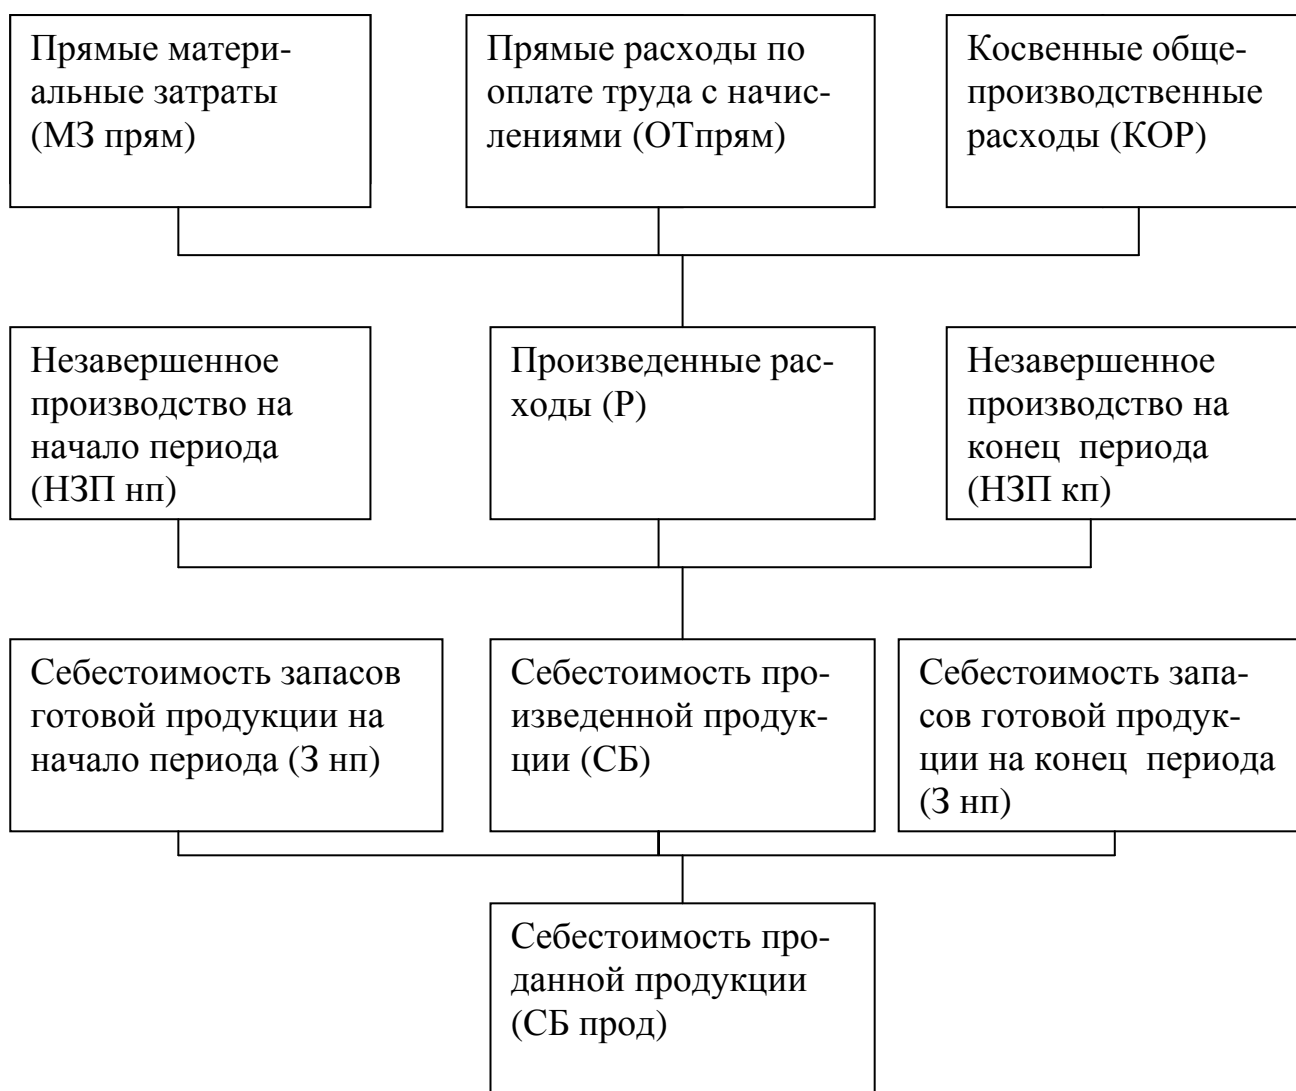 Прямые матери-
альные затраты
(МЗ прям)
Прямые расходы по
оплате труда с начис-
лениями (ОТпрям)
Косвенные обще-
производственные
расходы (КОР)
Незавершенное
производство на
начало периода
(НЗП нп)
Произведенные рас-
ходы (Р)
Незавершенное
производство на
конец  периода
(НЗП кп)
Себестоимость запасов
готовой продукции на
начало периода (З нп)
Себестоимость про-
изведенной продук-
ции (СБ)
Себестоимость запа-
сов готовой продук-
ции на конец  периода
(З нп)
Себестоимость про-
данной продукции
(СБ прод)